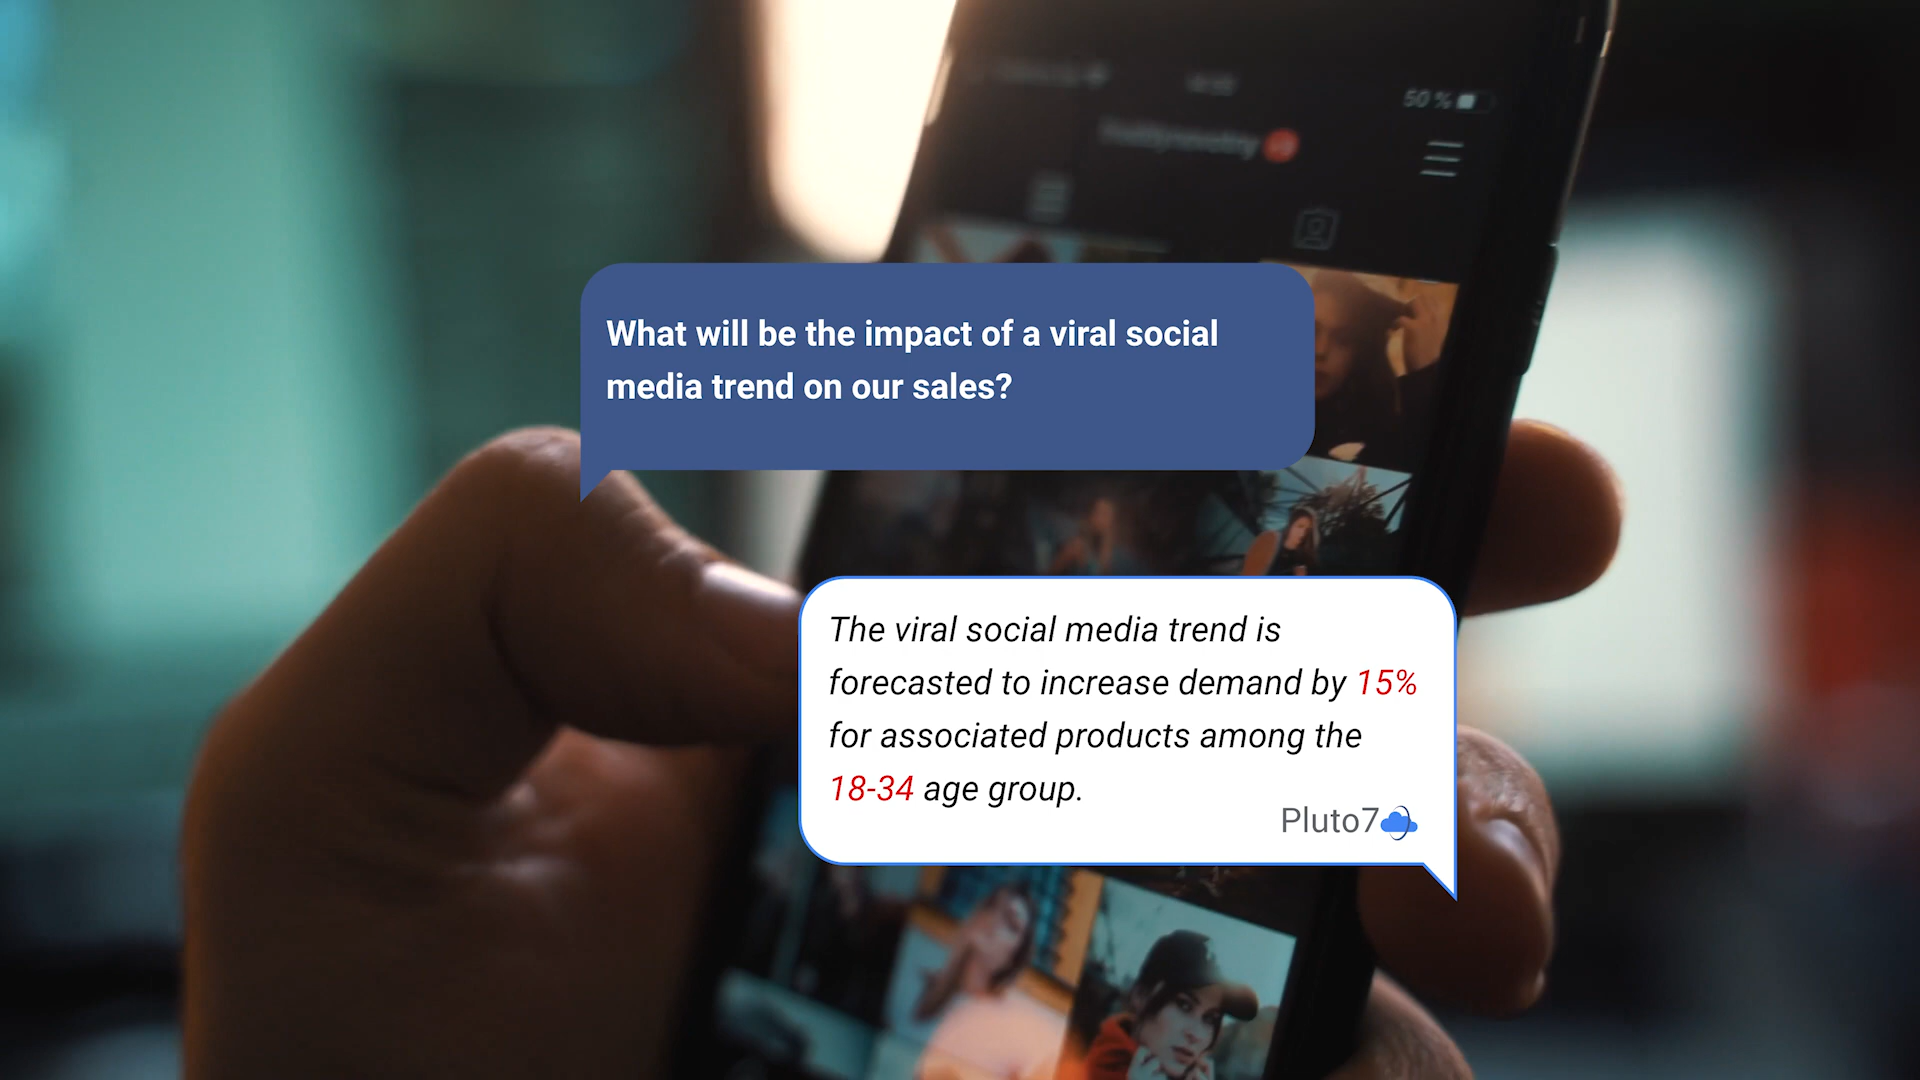 50 %
What will be the impact of a viral social
media trend on our sales?
The viral social media trend is
forecasted to increase demand by 15%
for associated products among the
18-34 age group.
Pluto7